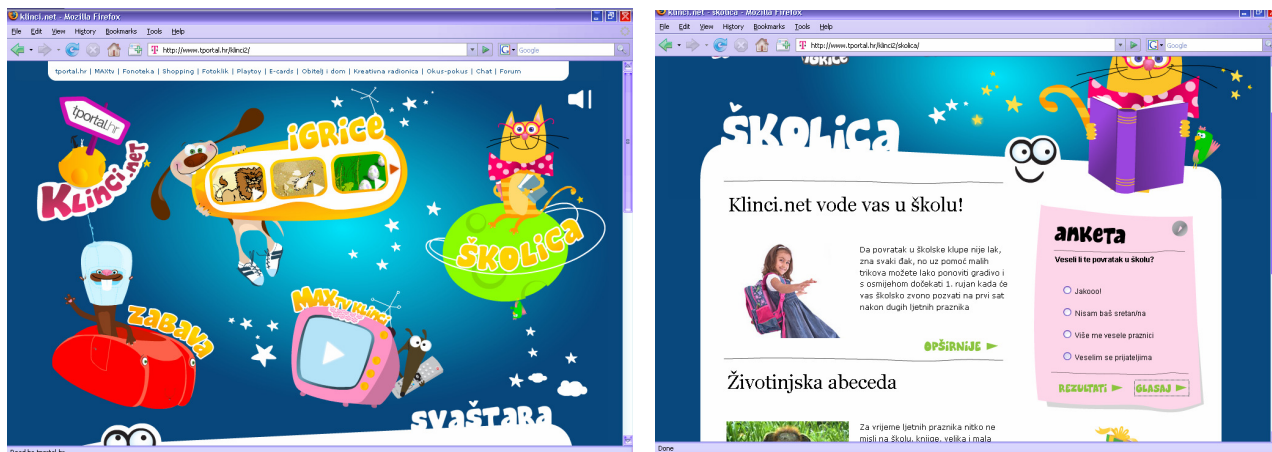 klinci.net - Mozilla Firefox
File Edit View History Bookmarks Tools Help
http://www.tportal.hr/klinci2/
Google
tportal.hr | MAXtv | Fonoteka | Shopping | Fotoklik | Playtoy | E-cards | Obitelj i dom | Kreativna radionica | Okus-pokus | Chat | Forum
tportal.hr
KLinci.net
iGRicE
ŠKOLicA
ZABAVA
MAXTV KLiNCi
SVAŠTARA
klinci.net - školica - Mozilla Firefox
File Edit View History Bookmarks Tools Help
http://www.tportal.hr/klinci2/skolica/
Google
iGRicE
ŠKOLicA
Klinci.net vode vas u školu!
Da povratak u školske klupe nije lak,
zna svaki đak, no uz pomoć malih
trikova možete lako ponoviti gradivo i
s osmijehom dočekati 1. rujan kada će
vas školsko zvono pozvati na prvi sat
nakon dugih ljetnih praznika
OPŠiRNiJE
Životinjska abeceda
Za vrijeme ljetnih praznika nitko ne
misli na školu, knjige, velika i mala
anKeta
Veseli li te povratak u školu?
Jakooo!
Nisam baš sretan/na
Više me vesele praznici
Veselim se prijateljima
REZULTATi
GLASAJ
Done